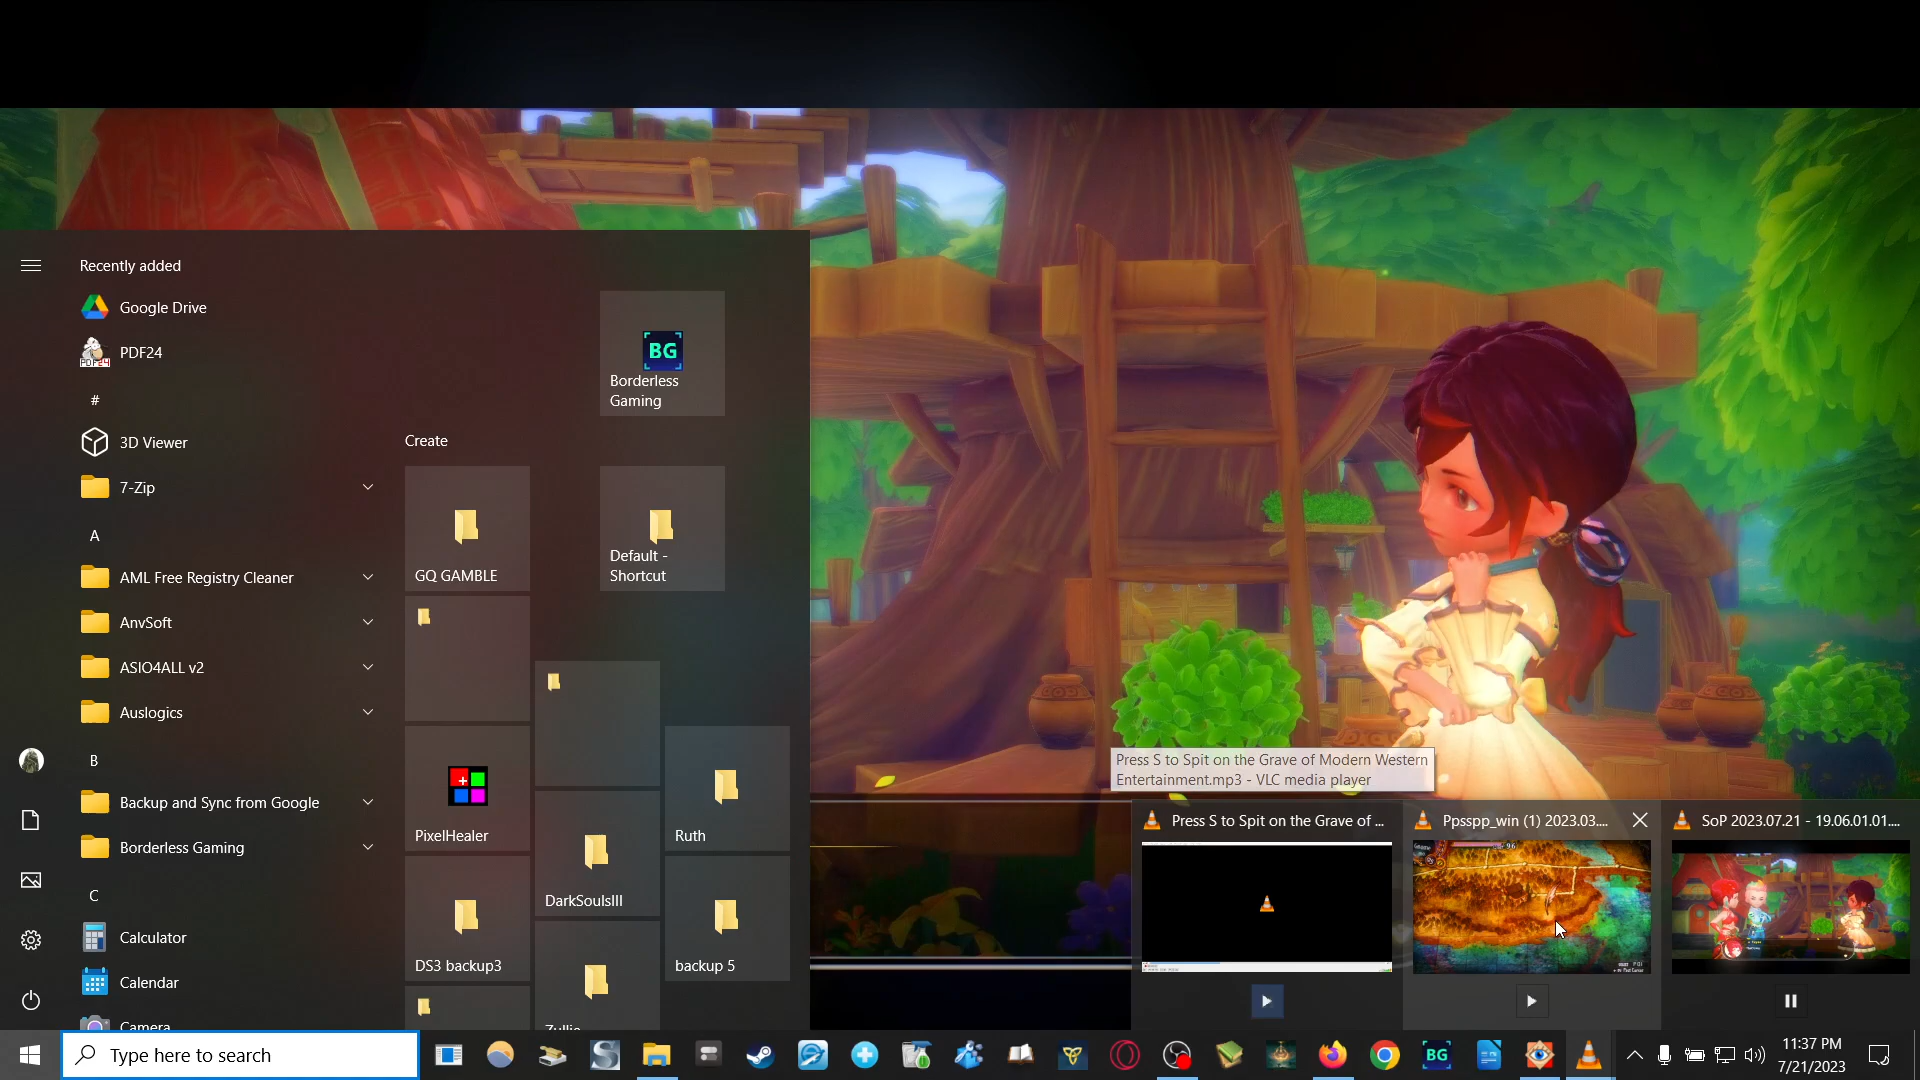 Recently added
Google Drive
PDF24
#
3D Viewer
7-Zip
A
AML Free Registry Cleaner
AnvSoft
ASIO4ALL v2
Auslogics
B
Backup and Sync from Google
Borderless Gaming
C
Calculator
Calendar
Camera
BG
Borderless
Gaming
Create
GQ GAMBLE
Default -
Shortcut
PixelHealer
Ruth
DarkSoulsIII
DS3 backup3
backup 5
Zullie
Press S to Spit on the Grave of Modern Western
Entertainment.mp3 - VLC media player
Press S to Spit on the Grave of ...
Ppsspp_win (1) 2023.03....
SoP 2023.07.21 - 19.06.01.01....
Type here to search
BG
11:37 PM
7/21/2023